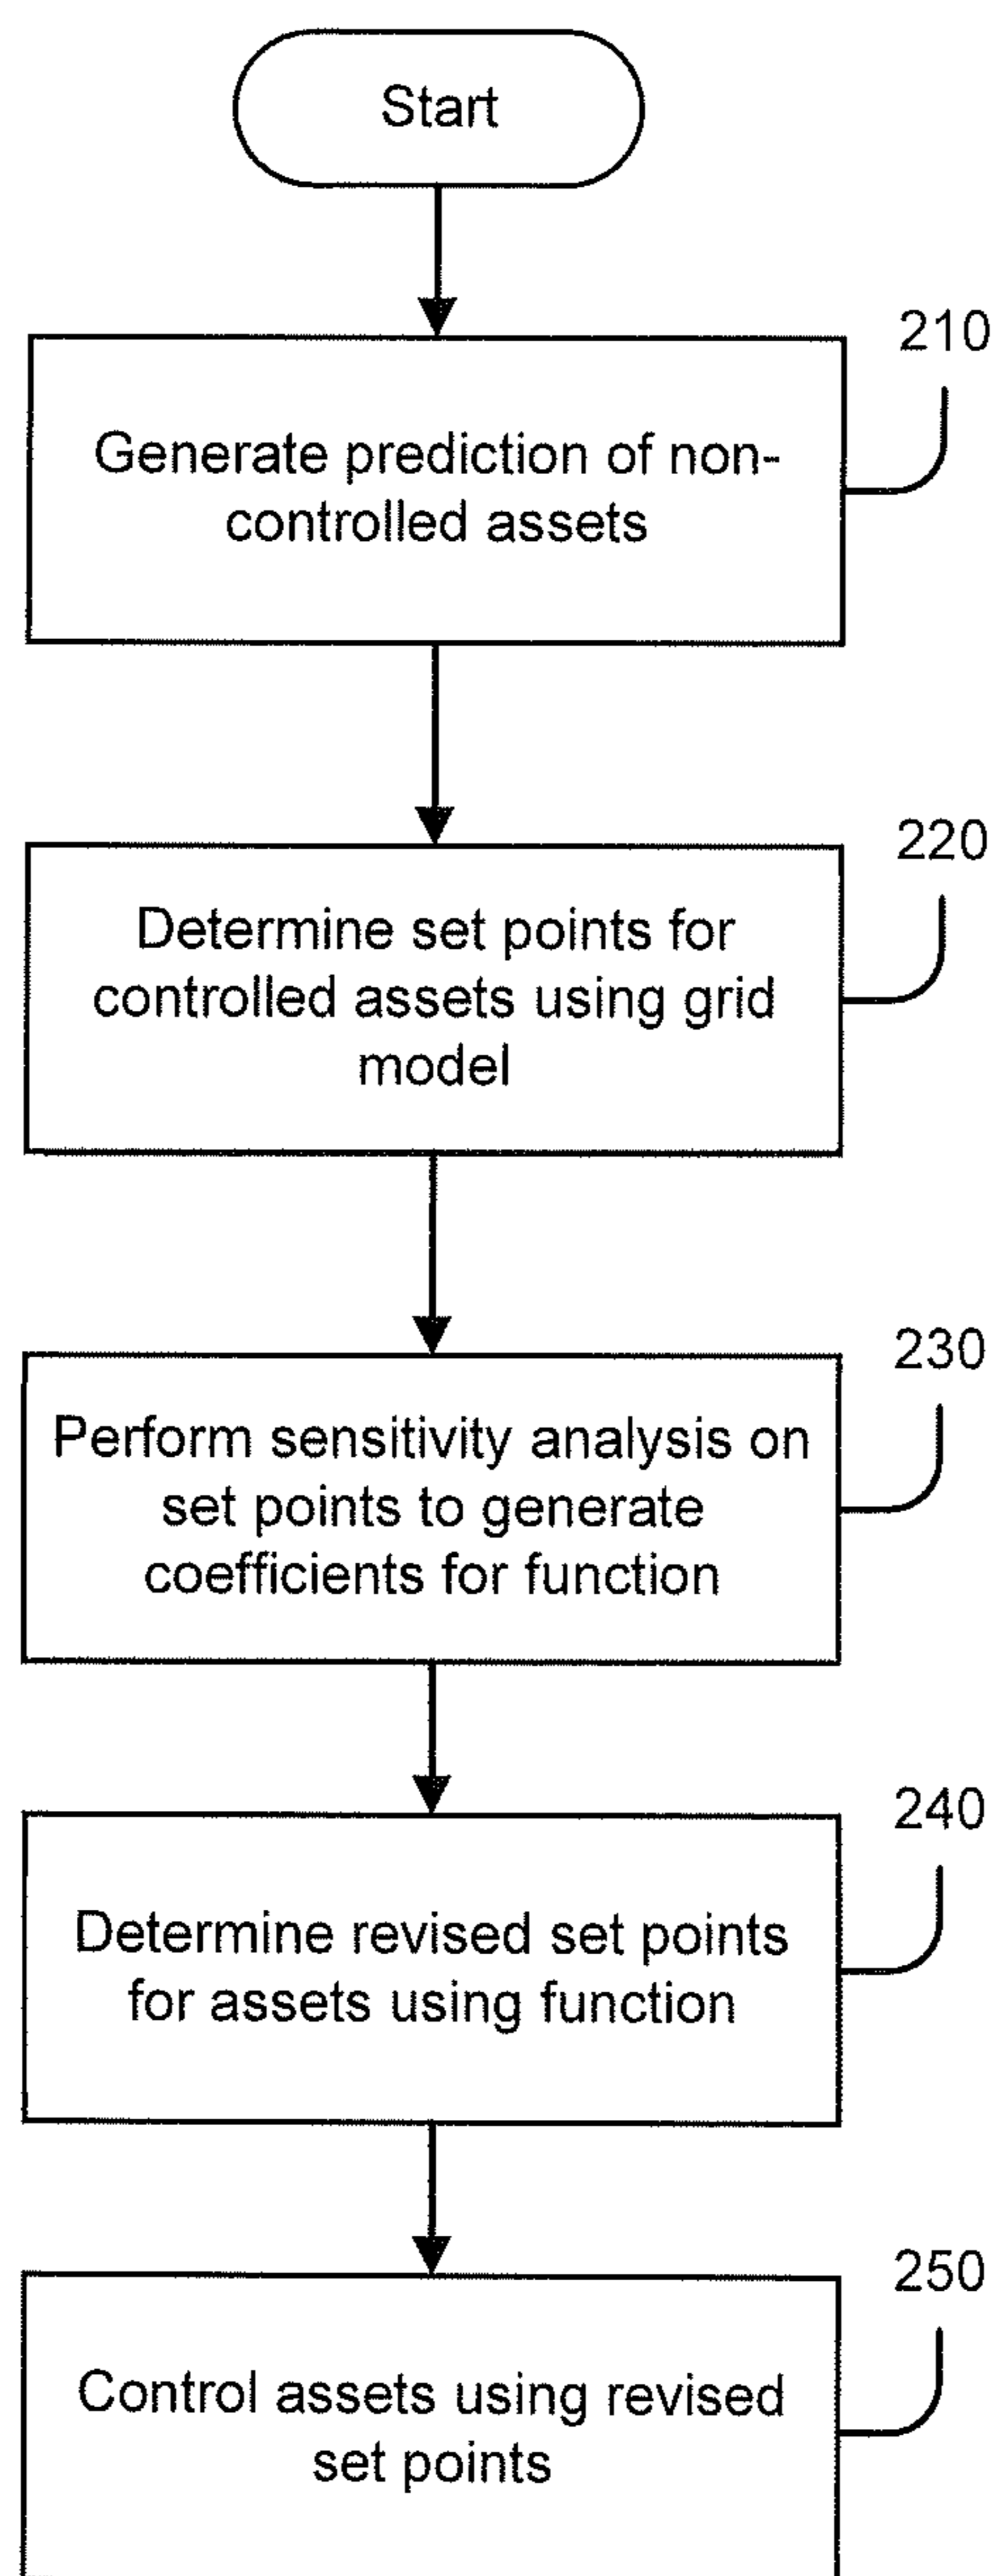 Start
210
Generate prediction of non-
controlled assets
220
Determine set points for
controlled assets using grid
model
230
Perform sensitivity analysis on
set points to generate
coefficients for function
240
Determine revised set points
for assets using function
250
Control assets using revised
set points